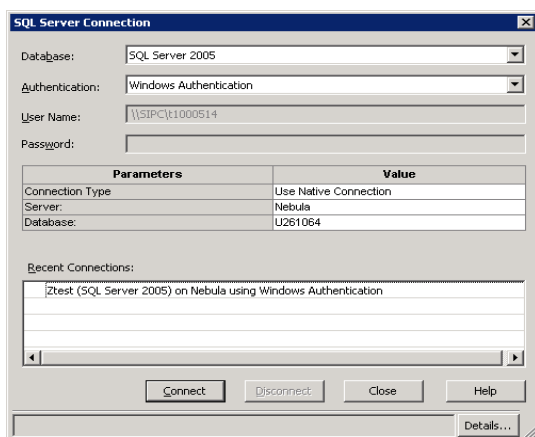 SQL Server Connection
Database: SQL Server 2005
Authentication: Windows Authentication
User Name: \\SIPC\t1000514
Password:
Parameters Value
Connection Type Use Native Connection
Server: Nebula
Database: U261064
Recent Connections:
Ztest (SQL Server 2005) on Nebula using Windows Authentication
Connect Disconnect Close Help
Details...